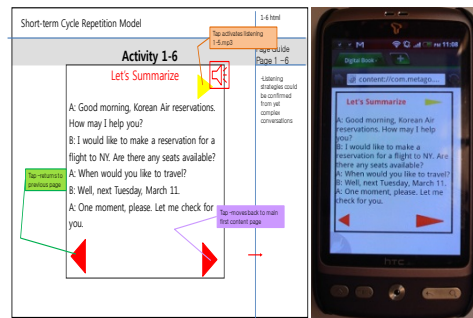 Short-term Cycle Repetition Model
1-6 html
Tap activates listening
1-6.mp3
Page Guide
Page 1 –6
Activity 1-6
Let's Summarize
-Listening
strategies could
be confirmed
from yet
complex
conversations
A: Good morning, Korean Air reservations.
How may I help you?
B: I would like to make a reservation for a
flight to NY. Are there any seats available?
A: When would you like to travel?
B: Well, next Tuesday, March 11.
A: One moment, please. Let me check for
you.
Tap –returns to
previous page
Tap –moves back to main
first content page
11:08
Digital Book
content://com.metago...
Let's Summarize
A: Good morning, Korean Air
reservations. How may I help
you?
B: I would like to make a
reservation for a flight to NY. Are
there any seats available?
A: When would you like to travel?
B: Well, next Tuesday, March 11.
A: One moment, please. Let me
check for you.
hTC